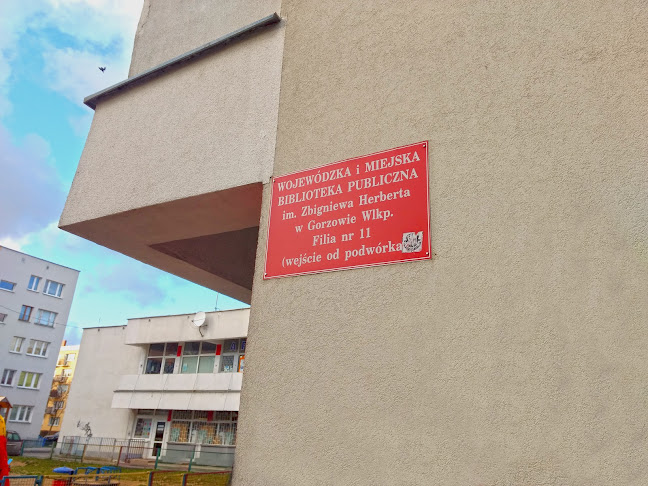 WOJEWÓDZKA i MIEJSKA
BIBLIOTEKA PUBLICZNA
im. Zbigniewa Herberta
w Gorzowie Wlkp.
Filia nr 11
(wejście od podwórka